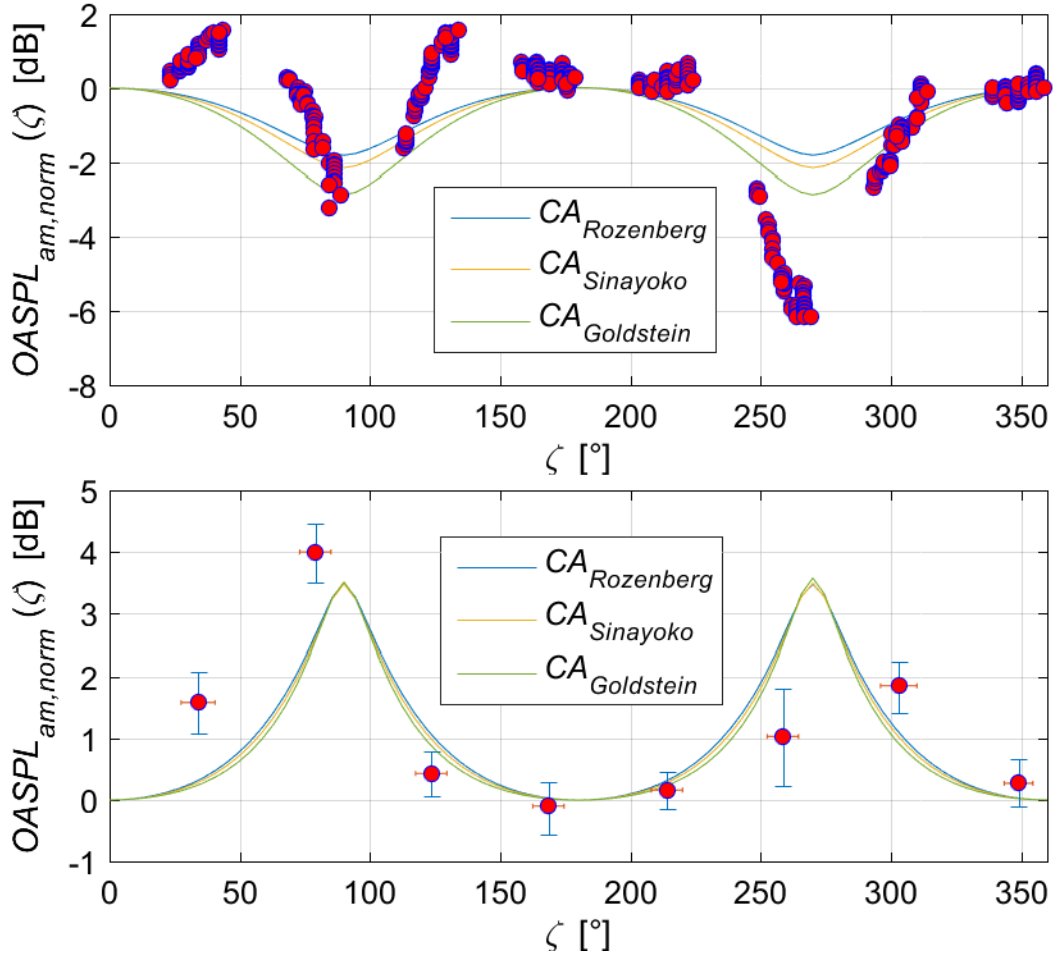 OASPL_am,norm (ζ) [dB]
2
0
-2
-4
-6
-8
CA_Rozenberg
CA_Sinayoko
CA_Goldstein
0 50 100 150 200 250 300 350
ζ [°]
OASPL_am,norm (ζ) [dB]
5
4
3
2
1
0
-1
CA_Rozenberg
CA_Sinayoko
CA_Goldstein
0 50 100 150 200 250 300 350
ζ [°]